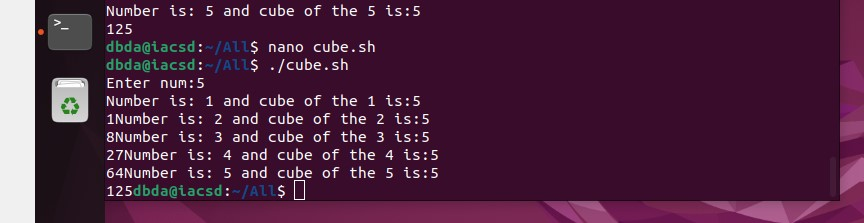 Number is: 5 and cube of the 5 is:5
125
dbda@iacsd:~/All$ nano cube.sh
dbda@iacsd:~/All$ ./cube.sh
Enter num:5
Number is: 1 and cube of the 1 is:5
1Number is: 2 and cube of the 2 is:5
8Number is: 3 and cube of the 3 is:5
27Number is: 4 and cube of the 4 is:5
64Number is: 5 and cube of the 5 is:5
125dbda@iacsd:~/All$